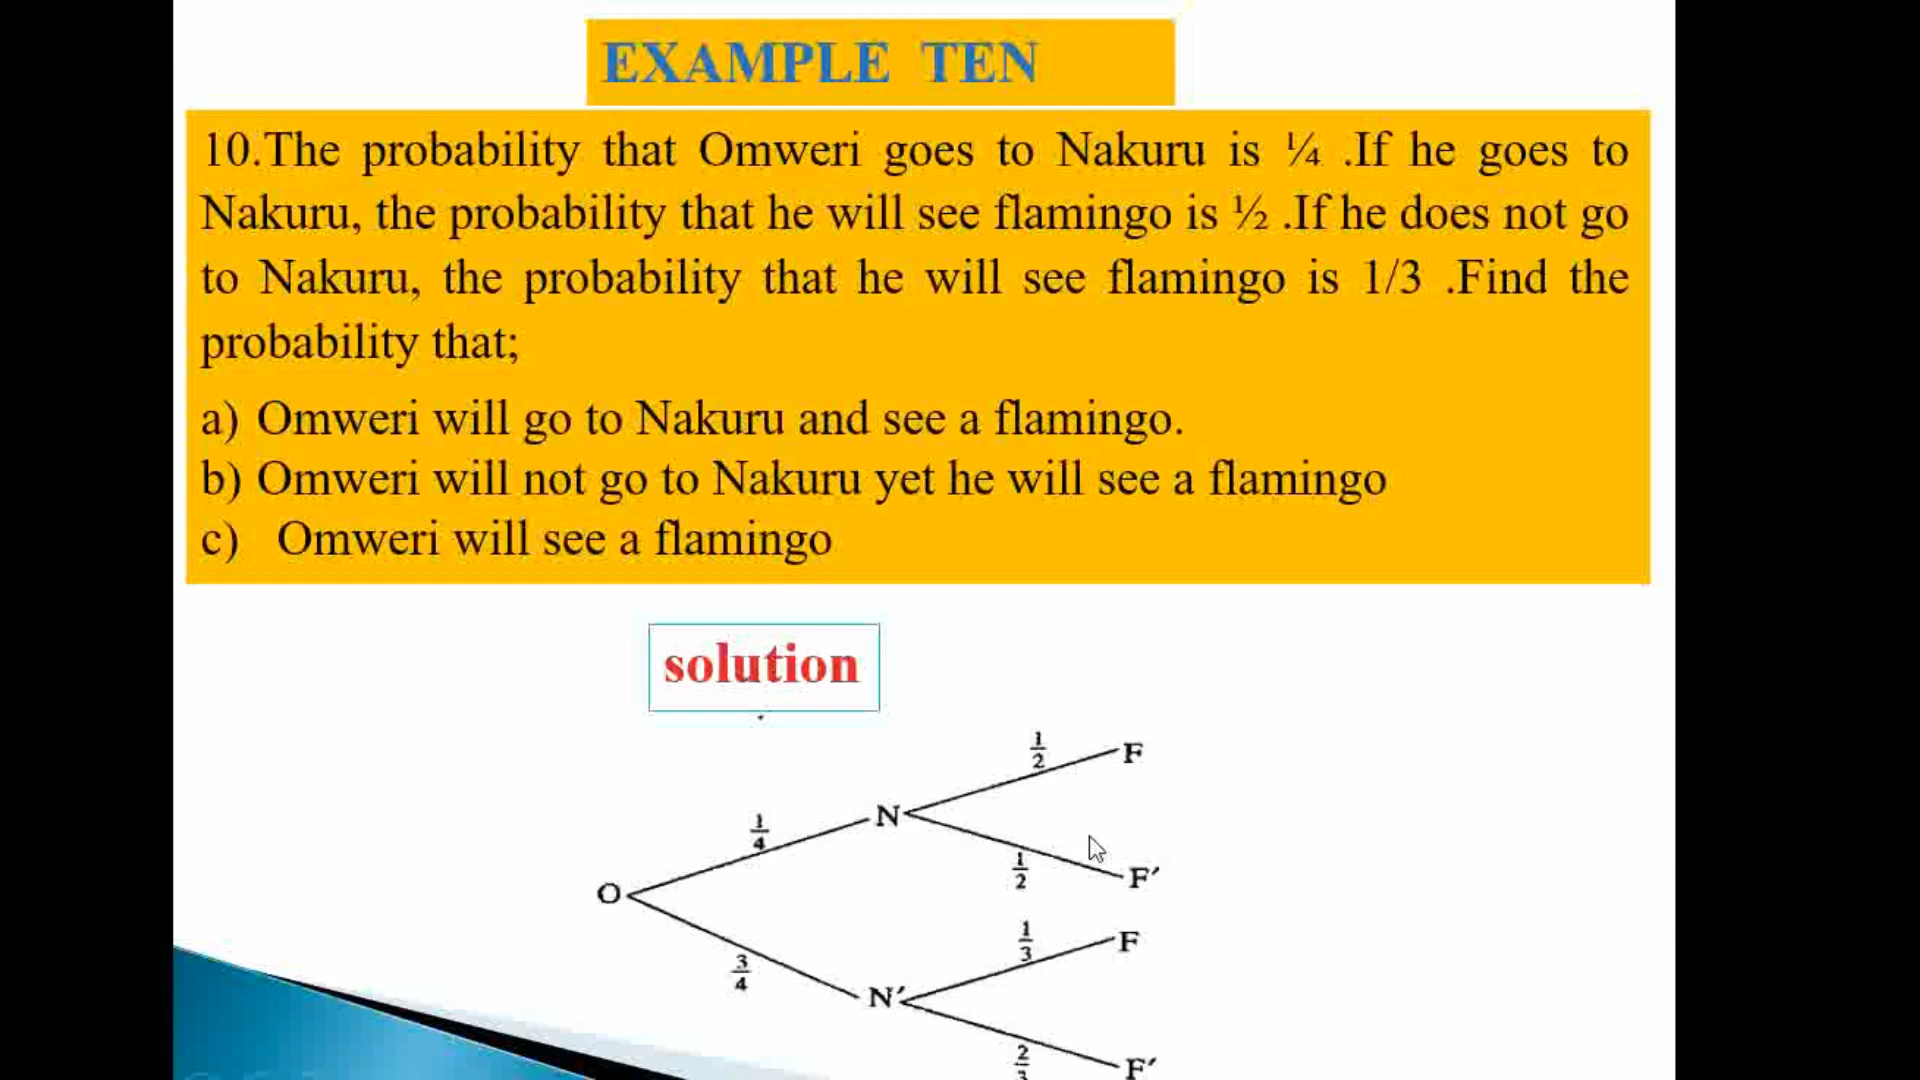 EXAMPLE TEN
10.The probability that Omweri goes to Nakuru is ¼ .If he goes to
Nakuru, the probability that he will see flamingo is ½ .If he does not go
to Nakuru, the probability that he will see flamingo is 1/3 .Find the
probability that;
a) Omweri will go to Nakuru and see a flamingo.
b) Omweri will not go to Nakuru yet he will see a flamingo
c) Omweri will see a flamingo
solution
1/2 F
1/4 N
1/2 F′
O
1/3 F
3/4 N′
2/3 F′